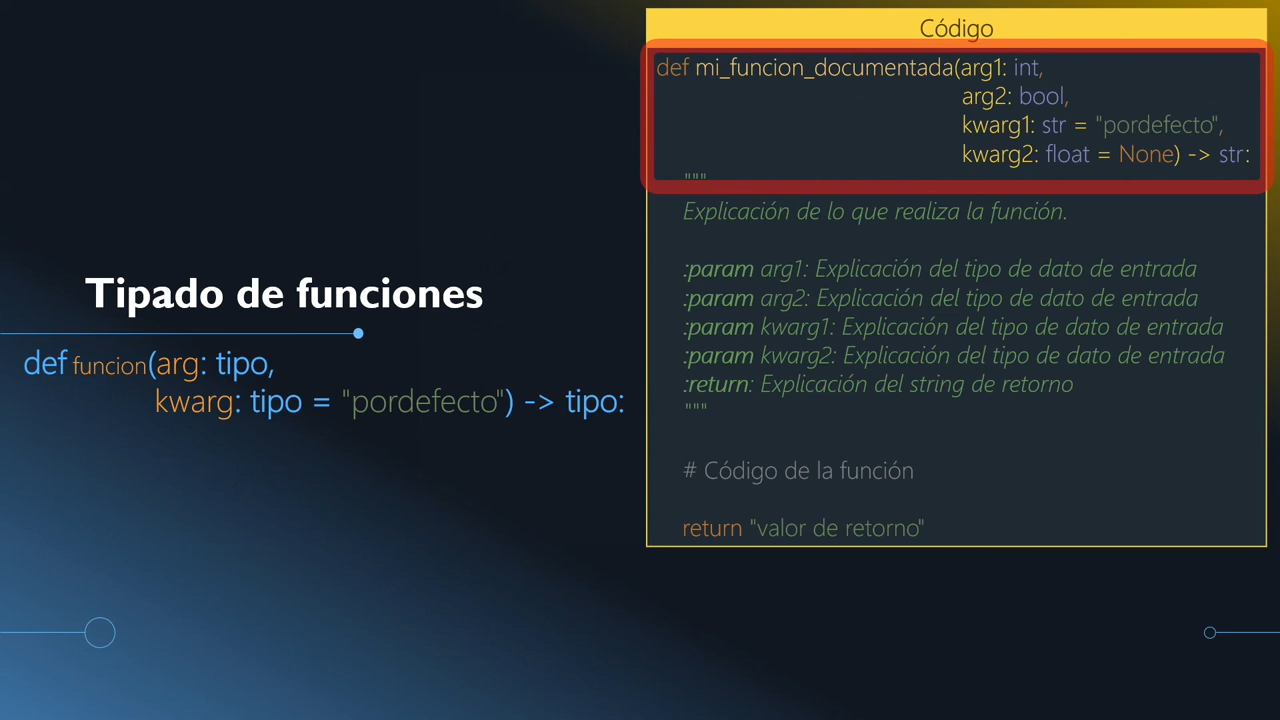 Tipado de funciones
def funcion(arg: tipo,
kwarg: tipo = "pordefecto") -> tipo:
Código
def mi_funcion_documentada(arg1: int,
arg2: bool,
kwarg1: str = "pordefecto",
kwarg2: float = None) -> str:
"""
Explicación de lo que realiza la función.
:param arg1: Explicación del tipo de dato de entrada
:param arg2: Explicación del tipo de dato de entrada
:param kwarg1: Explicación del tipo de dato de entrada
:param kwarg2: Explicación del tipo de dato de entrada
:return: Explicación del string de retorno
"""
# Código de la función
return "valor de retorno"